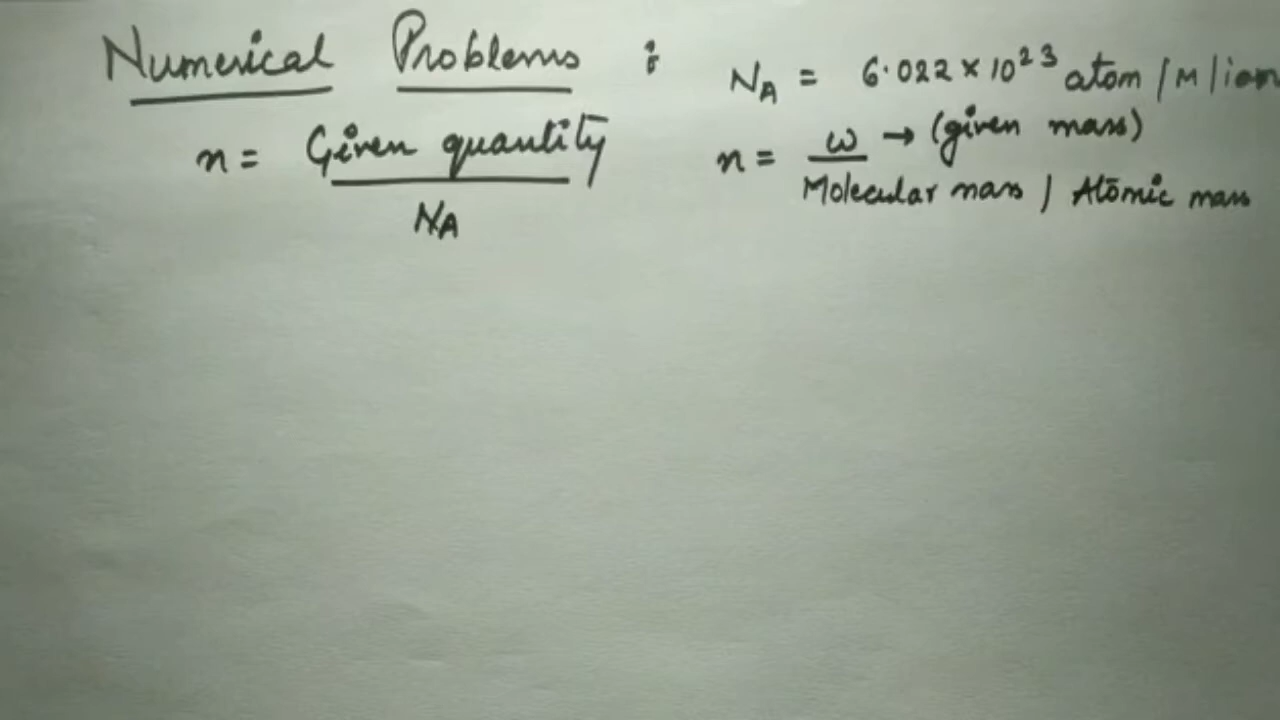 Numerical Problems :
n = Given quantity / NA
NA = 6.022 × 10²³ atom / M / ion
n = w → (given mass)
Molecular mass / Atomic mass